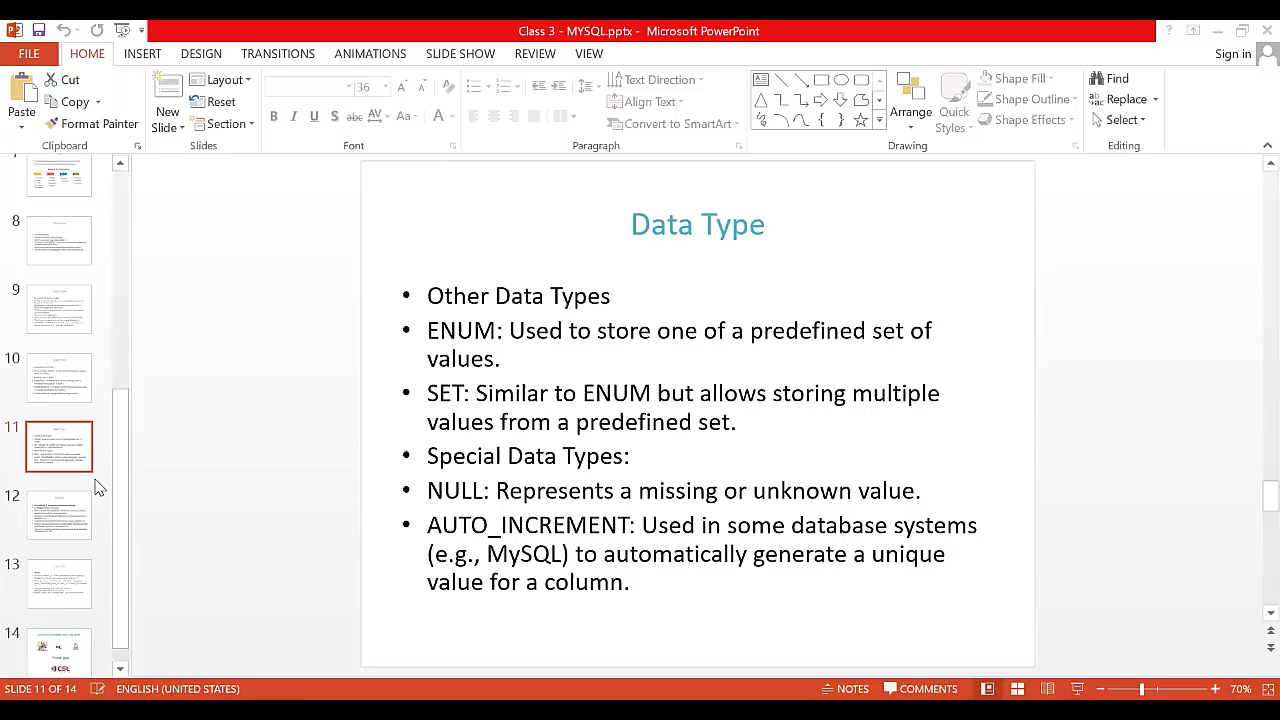 Class 3 - MYSQL.pptx - Microsoft PowerPoint
?
FILE HOME INSERT DESIGN TRANSITIONS ANIMATIONS SLIDE SHOW REVIEW VIEW Sign in
Paste
Cut
Copy
Format Painter
Clipboard
New Slide
Layout
Reset
Section
Slides
36
B I U S abc AV Aa A
Font
Text Direction
Align Text
Convert to SmartArt
Paragraph
Arrange
Quick Styles
Shape Fill
Shape Outline
Shape Effects
Drawing
Find
Replace
Select
Editing
8
9
10
11
12
13
14
CSL
Data Type
• Other Data Types
• ENUM: Used to store one of a predefined set of
values.
• SET: Similar to ENUM but allows storing multiple
values from a predefined set.
• Special Data Types:
• NULL: Represents a missing or unknown value.
• AUTO_INCREMENT: Used in some database systems
(e.g., MySQL) to automatically generate a unique
value for a column.
SLIDE 11 OF 14 ENGLISH (UNITED STATES) NOTES COMMENTS 70%